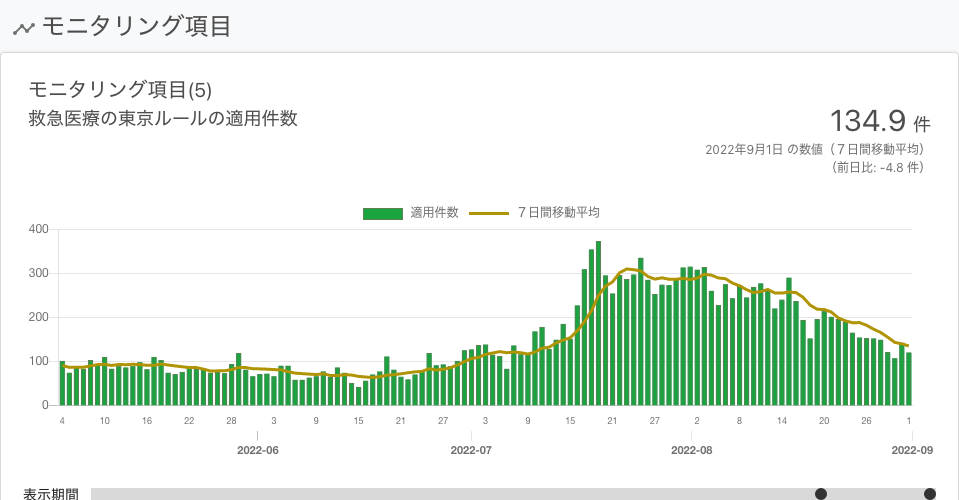 モニタリング項目
モニタリング項目(5)
救急医療の東京ルールの適用件数
134.9 件
2022年9月1日 の数値（７日間移動平均）
（前日比: -4.8 件）
適用件数 ７日間移動平均
400
300
200
100
0
4 10 16 22 28 3 9 15 21 27 3 9 15 21 27 2 8 14 20 26 1
2022-06 2022-07 2022-08 2022-09
表示期間